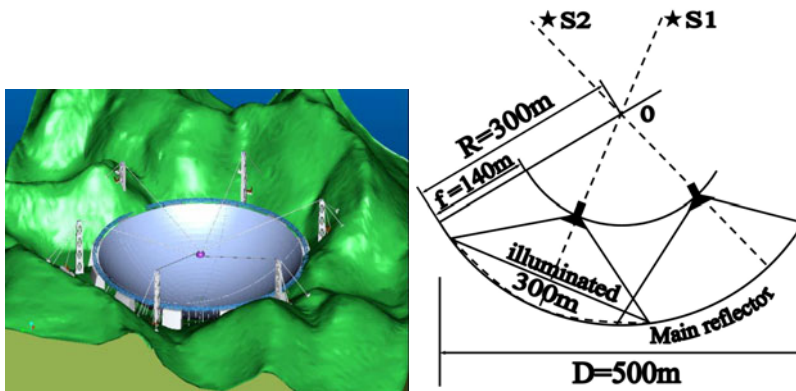 ★S2
★S1
o
R=300m
f=140m
illuminated
300m
Main reflector
D=500m